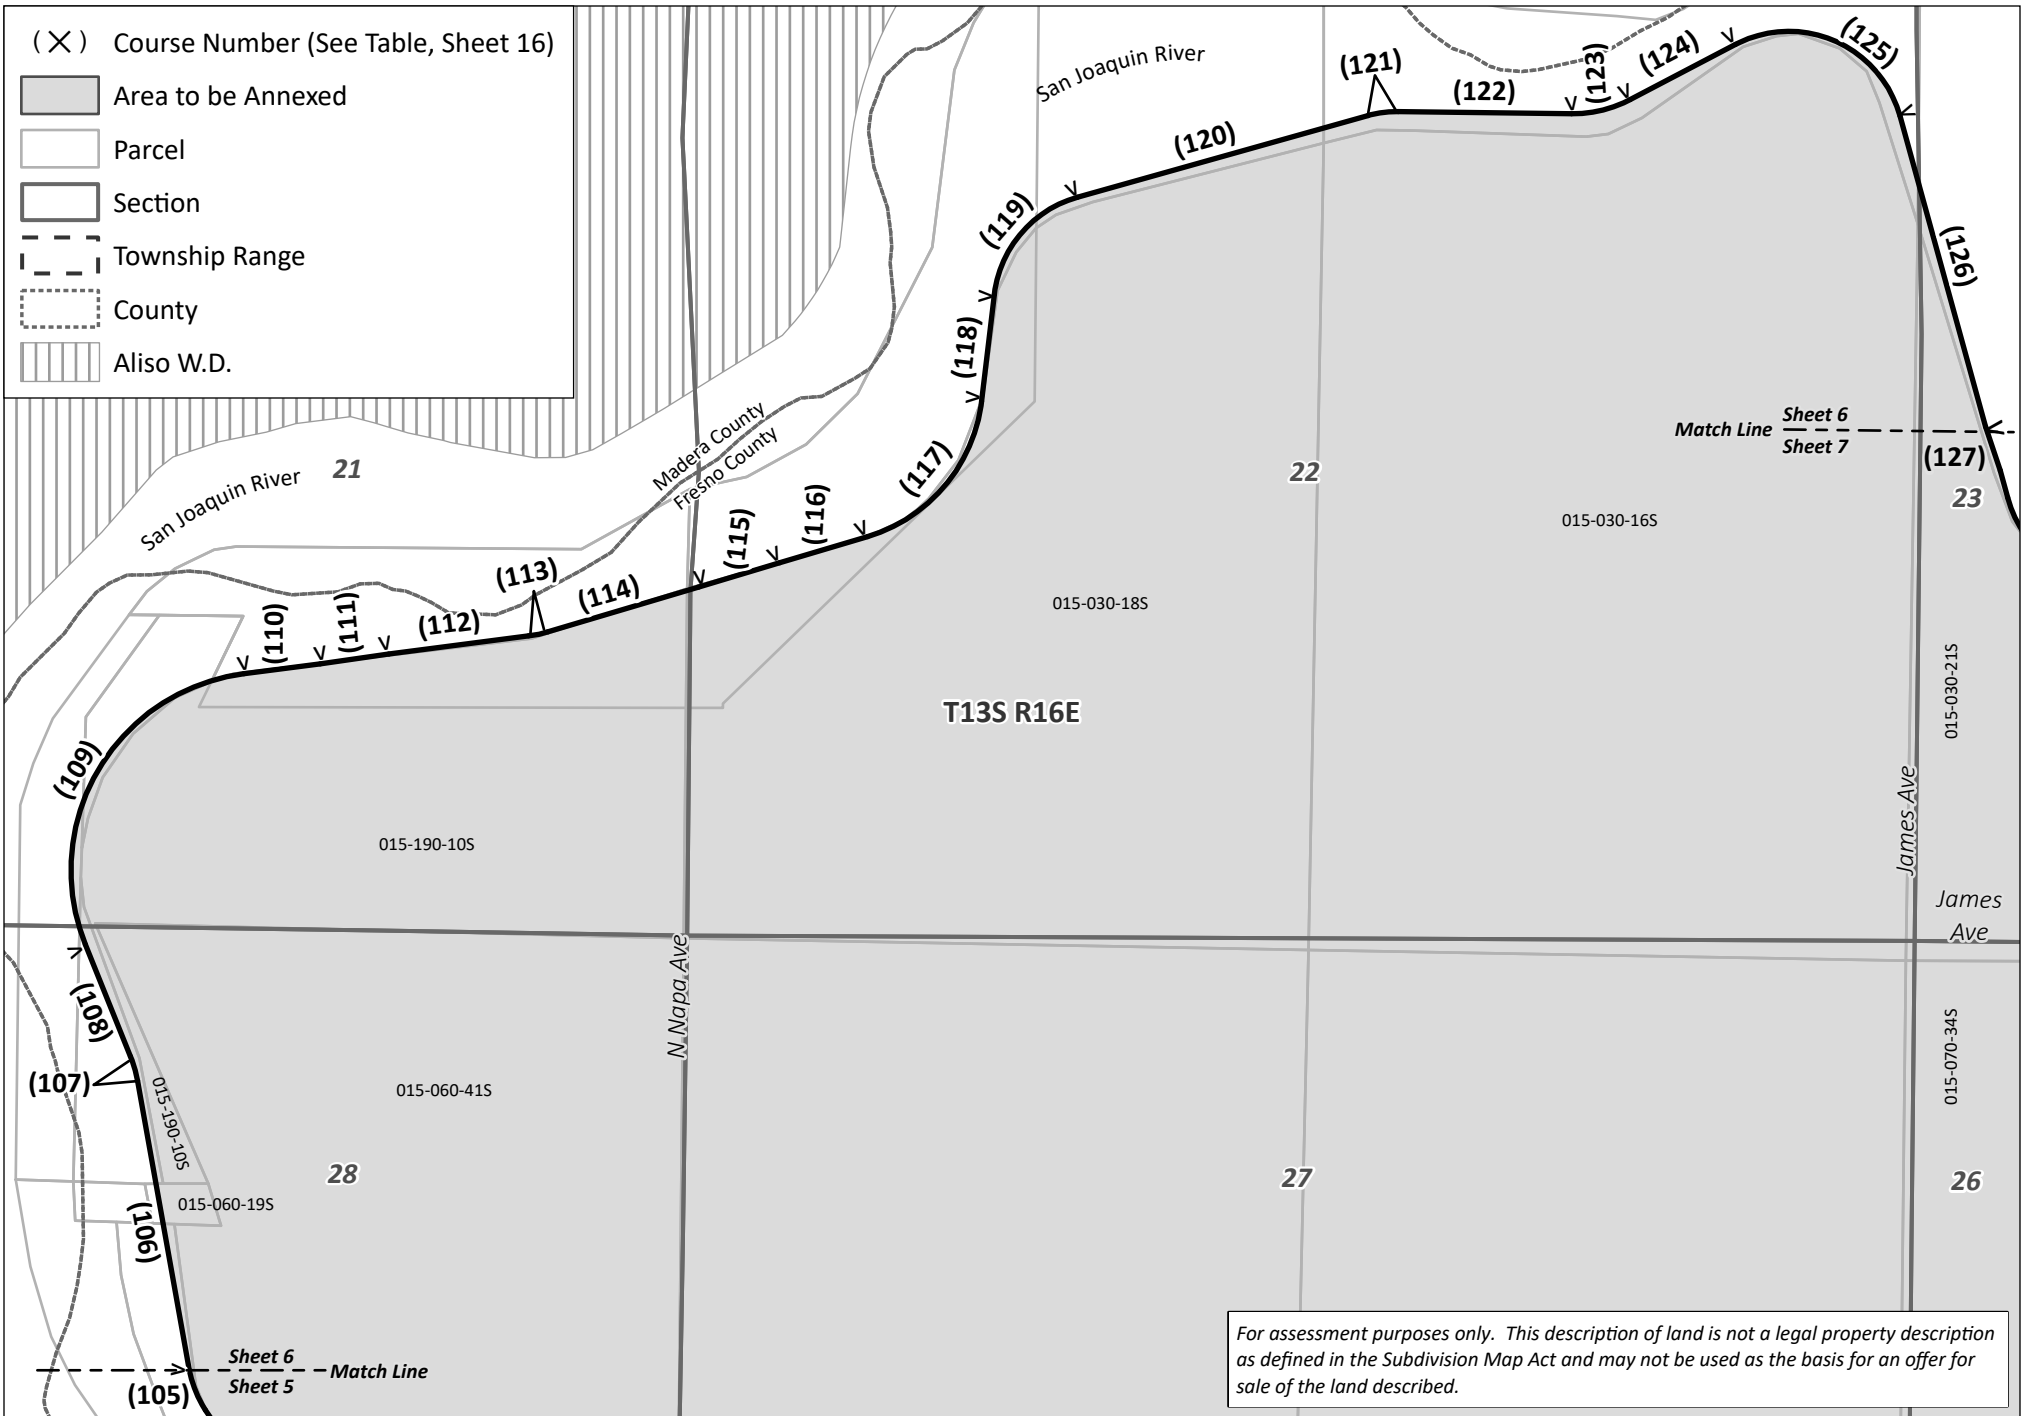 (X) Course Number (See Table, Sheet 16)
Area to be Annexed
Parcel
Section
Township Range
County
Aliso W.D.
San Joaquin River
(121)
(122)
(123)
(124)
(125)
(120)
(119)
(126)
(118)
Madera County
Fresno County
Match Line
Sheet 6
Sheet 7
(127)
23
San Joaquin River
21
22
(117)
(116)
(115)
015-030-16S
(113)
(114)
015-030-18S
(110)
(111)
(112)
015-030-21S
T13S R16E
(109)
015-190-10S
James Ave
James
Ave
N Napa Ave
(108)
(107)
015-190-10S
015-060-41S
015-070-34S
28
27
26
015-060-19S
(106)
Sheet 6
Sheet 5
Match Line
(105)
For assessment purposes only. This description of land is not a legal property description
as defined in the Subdivision Map Act and may not be used as the basis for an offer for
sale of the land described.